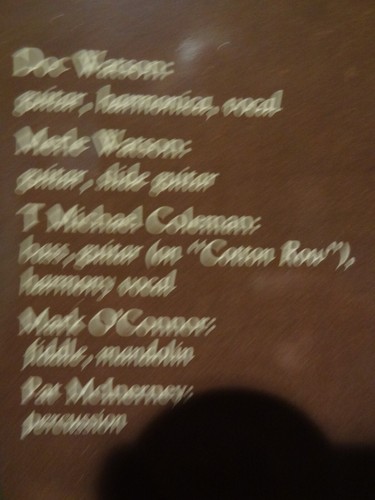 Doc Watson:
guitar, harmonica, vocal
Merle Watson:
guitar, slide guitar
T Michael Coleman:
bass, guitar (on "Cotton Row"),
harmony vocal
Mark O'Connor:
fiddle, mandolin
Pat McInerney:
percussion